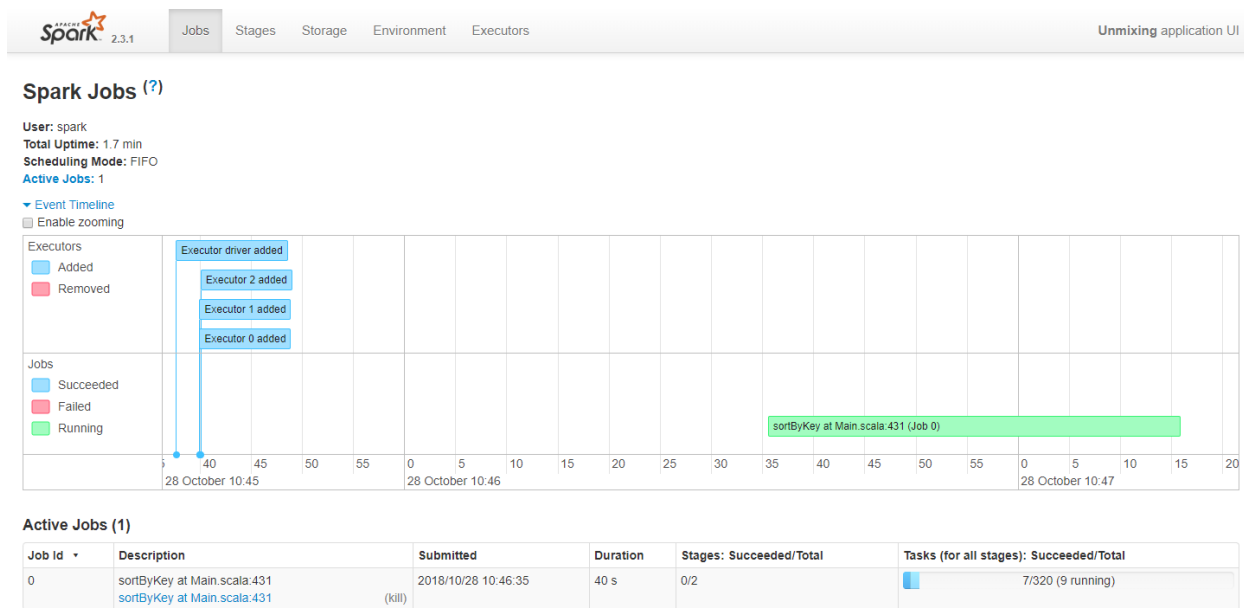 APACHE Spark 2.3.1 Jobs Stages Storage Environment Executors Unmixing application UI
Spark Jobs (?)
User: spark
Total Uptime: 1.7 min
Scheduling Mode: FIFO
Active Jobs: 1
Event Timeline
Enable zooming
Executors
Added
Removed
Executor driver added
Executor 2 added
Executor 1 added
Executor 0 added
Jobs
Succeeded
Failed
Running
sortByKey at Main.scala:431 (Job 0)
40 45 50 55 0 5 10 15 20 25 30 35 40 45 50 55 0 5 10 15 20
28 October 10:45 28 October 10:46 28 October 10:47
Active Jobs (1)
Job Id ▾ Description Submitted Duration Stages: Succeeded/Total Tasks (for all stages): Succeeded/Total
0 sortByKey at Main.scala:431 2018/10/28 10:46:35 40 s 0/2 7/320 (9 running)
sortByKey at Main.scala:431 (kill)